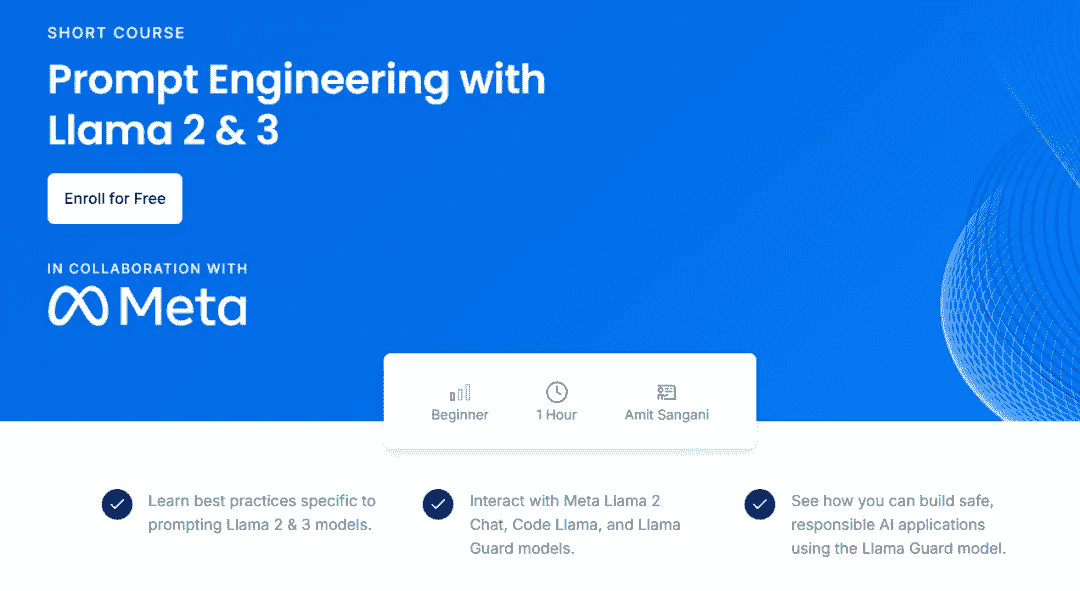 SHORT COURSE
Prompt Engineering with
Llama 2 & 3
Enroll for Free
IN COLLABORATION WITH
Meta
Beginner
1 Hour
Amit Sangani
Learn best practices specific to
prompting Llama 2 & 3 models.
Interact with Meta Llama 2
Chat, Code Llama, and Llama
Guard models.
See how you can build safe,
responsible AI applications
using the Llama Guard model.